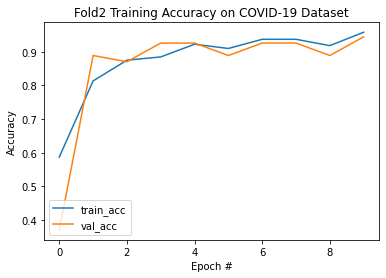 Fold2 Training Accuracy on COVID-19 Dataset
Accuracy
0.9
0.8
0.7
0.6
0.5
0.4
train_acc
val_acc
0 2 4 6 8
Epoch #